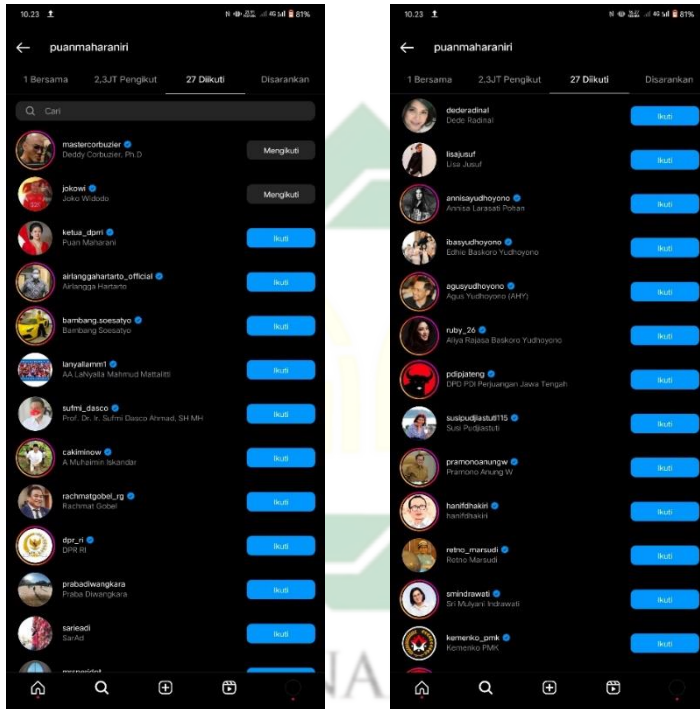 10.23
4G 81%
puanmaharaniri
1 Bersama 2,3JT Pengikut 27 Diikuti Disarankan
Cari
mastercorbuzier
Deddy Corbuzier, Ph.D
Mengikuti
jokowi
Joko Widodo
Mengikuti
ketua_dprri
Puan Maharani
Ikuti
airlanggahartarto_official
Airlangga Hartarto
Ikuti
bambang.soesatyo
Bambang Soesatyo
Ikuti
lanyallamm1
AA LaNyalla Mahmud Mattalitti
Ikuti
sufmi_dasco
Prof. Dr. Ir. Sufmi Dasco Ahmad, SH MH
Ikuti
cakiminow
A Muhaimin Iskandar
Ikuti
rachmatgobel_rg
Rachmat Gobel
Ikuti
dpr_ri
DPR RI
Ikuti
prabadiwangkara
Praba Diwangkara
Ikuti
sarieadi
SarAd
Ikuti
10.23
4G 81%
puanmaharaniri
1 Bersama 2,3JT Pengikut 27 Diikuti Disarankan
dederadinal
Dede Radinal
Ikuti
lisajusuf
Lisa Jusuf
Ikuti
annisayudhoyono
Annisa Larasati Pohan
Ikuti
ibasyudhoyono
Edhie Baskoro Yudhoyono
Ikuti
agusyudhoyono
Agus Yudhoyono (AHY)
Ikuti
ruby_26
Aliya Rajasa Baskoro Yudhoyono
Ikuti
pdipjateng
DPD PDI Perjuangan Jawa Tengah
Ikuti
susipudjiastuti115
Susi Pudjiastuti
Ikuti
pramonoanungw
Pramono Anung W
Ikuti
hanifdhakiri
hanifdhakiri
Ikuti
retno_marsudi
Retno Marsudi
Ikuti
smindrawati
Sri Mulyani Indrawati
Ikuti
kemenko_pmk
Kemenko PMK
Ikuti